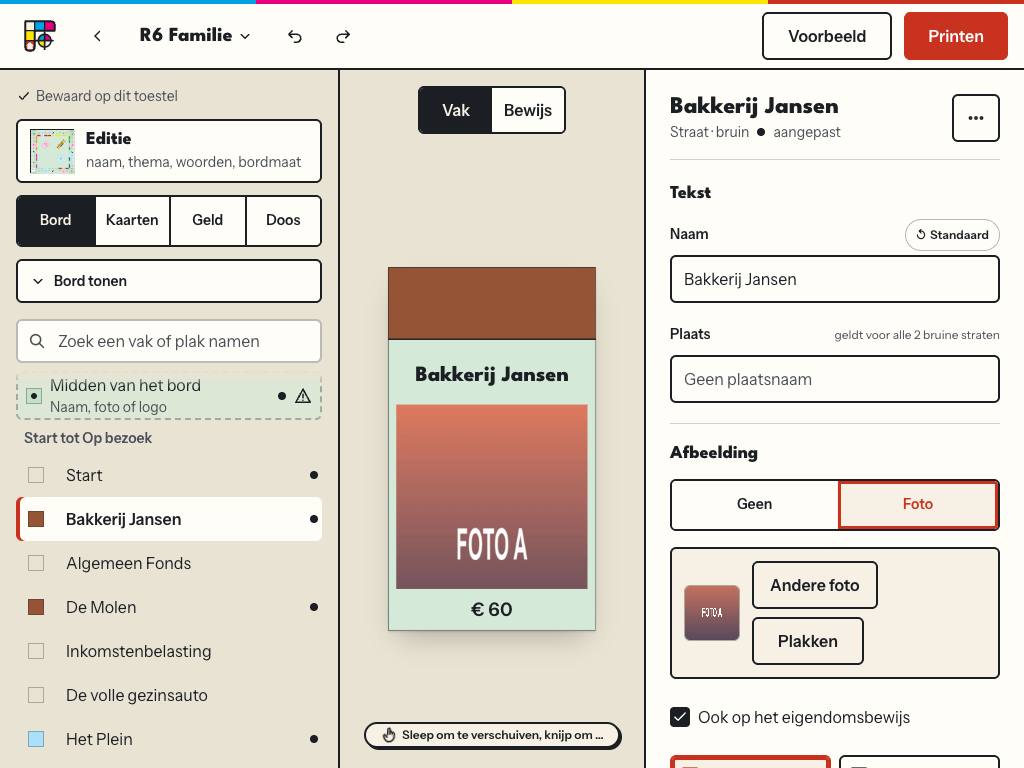 R6 Familie
Voorbeeld
Printen
Bewaard op dit toestel
Editie
naam, thema, woorden, bordmaat
Bord
Kaarten
Geld
Doos
Bord tonen
Zoek een vak of plak namen
Midden van het bord
Naam, foto of logo
Start tot Op bezoek
Start
Bakkerij Jansen
Algemeen Fonds
De Molen
Inkomstenbelasting
De volle gezinsauto
Het Plein
Vak
Bewijs
Bakkerij Jansen
FOTO A
€ 60
Sleep om te verschuiven, knijp om ...
Bakkerij Jansen
Straat · bruin ● aangepast
Tekst
Naam
Standaard
Bakkerij Jansen
Plaats
geldt voor alle 2 bruine straten
Geen plaatsnaam
Afbeelding
Geen
Foto
FOTO A
Andere foto
Plakken
Ook op het eigendomsbewijs